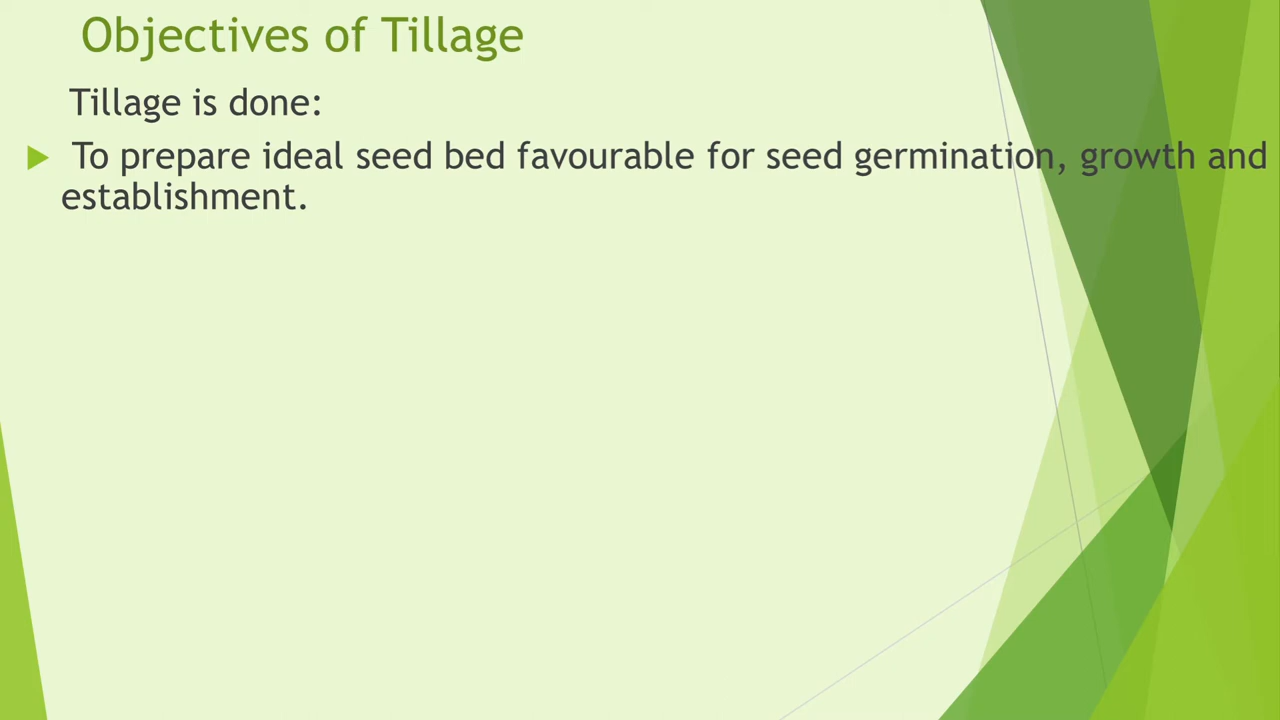 Objectives of Tillage
Tillage is done:
To prepare ideal seed bed favourable for seed germination, growth and
establishment.